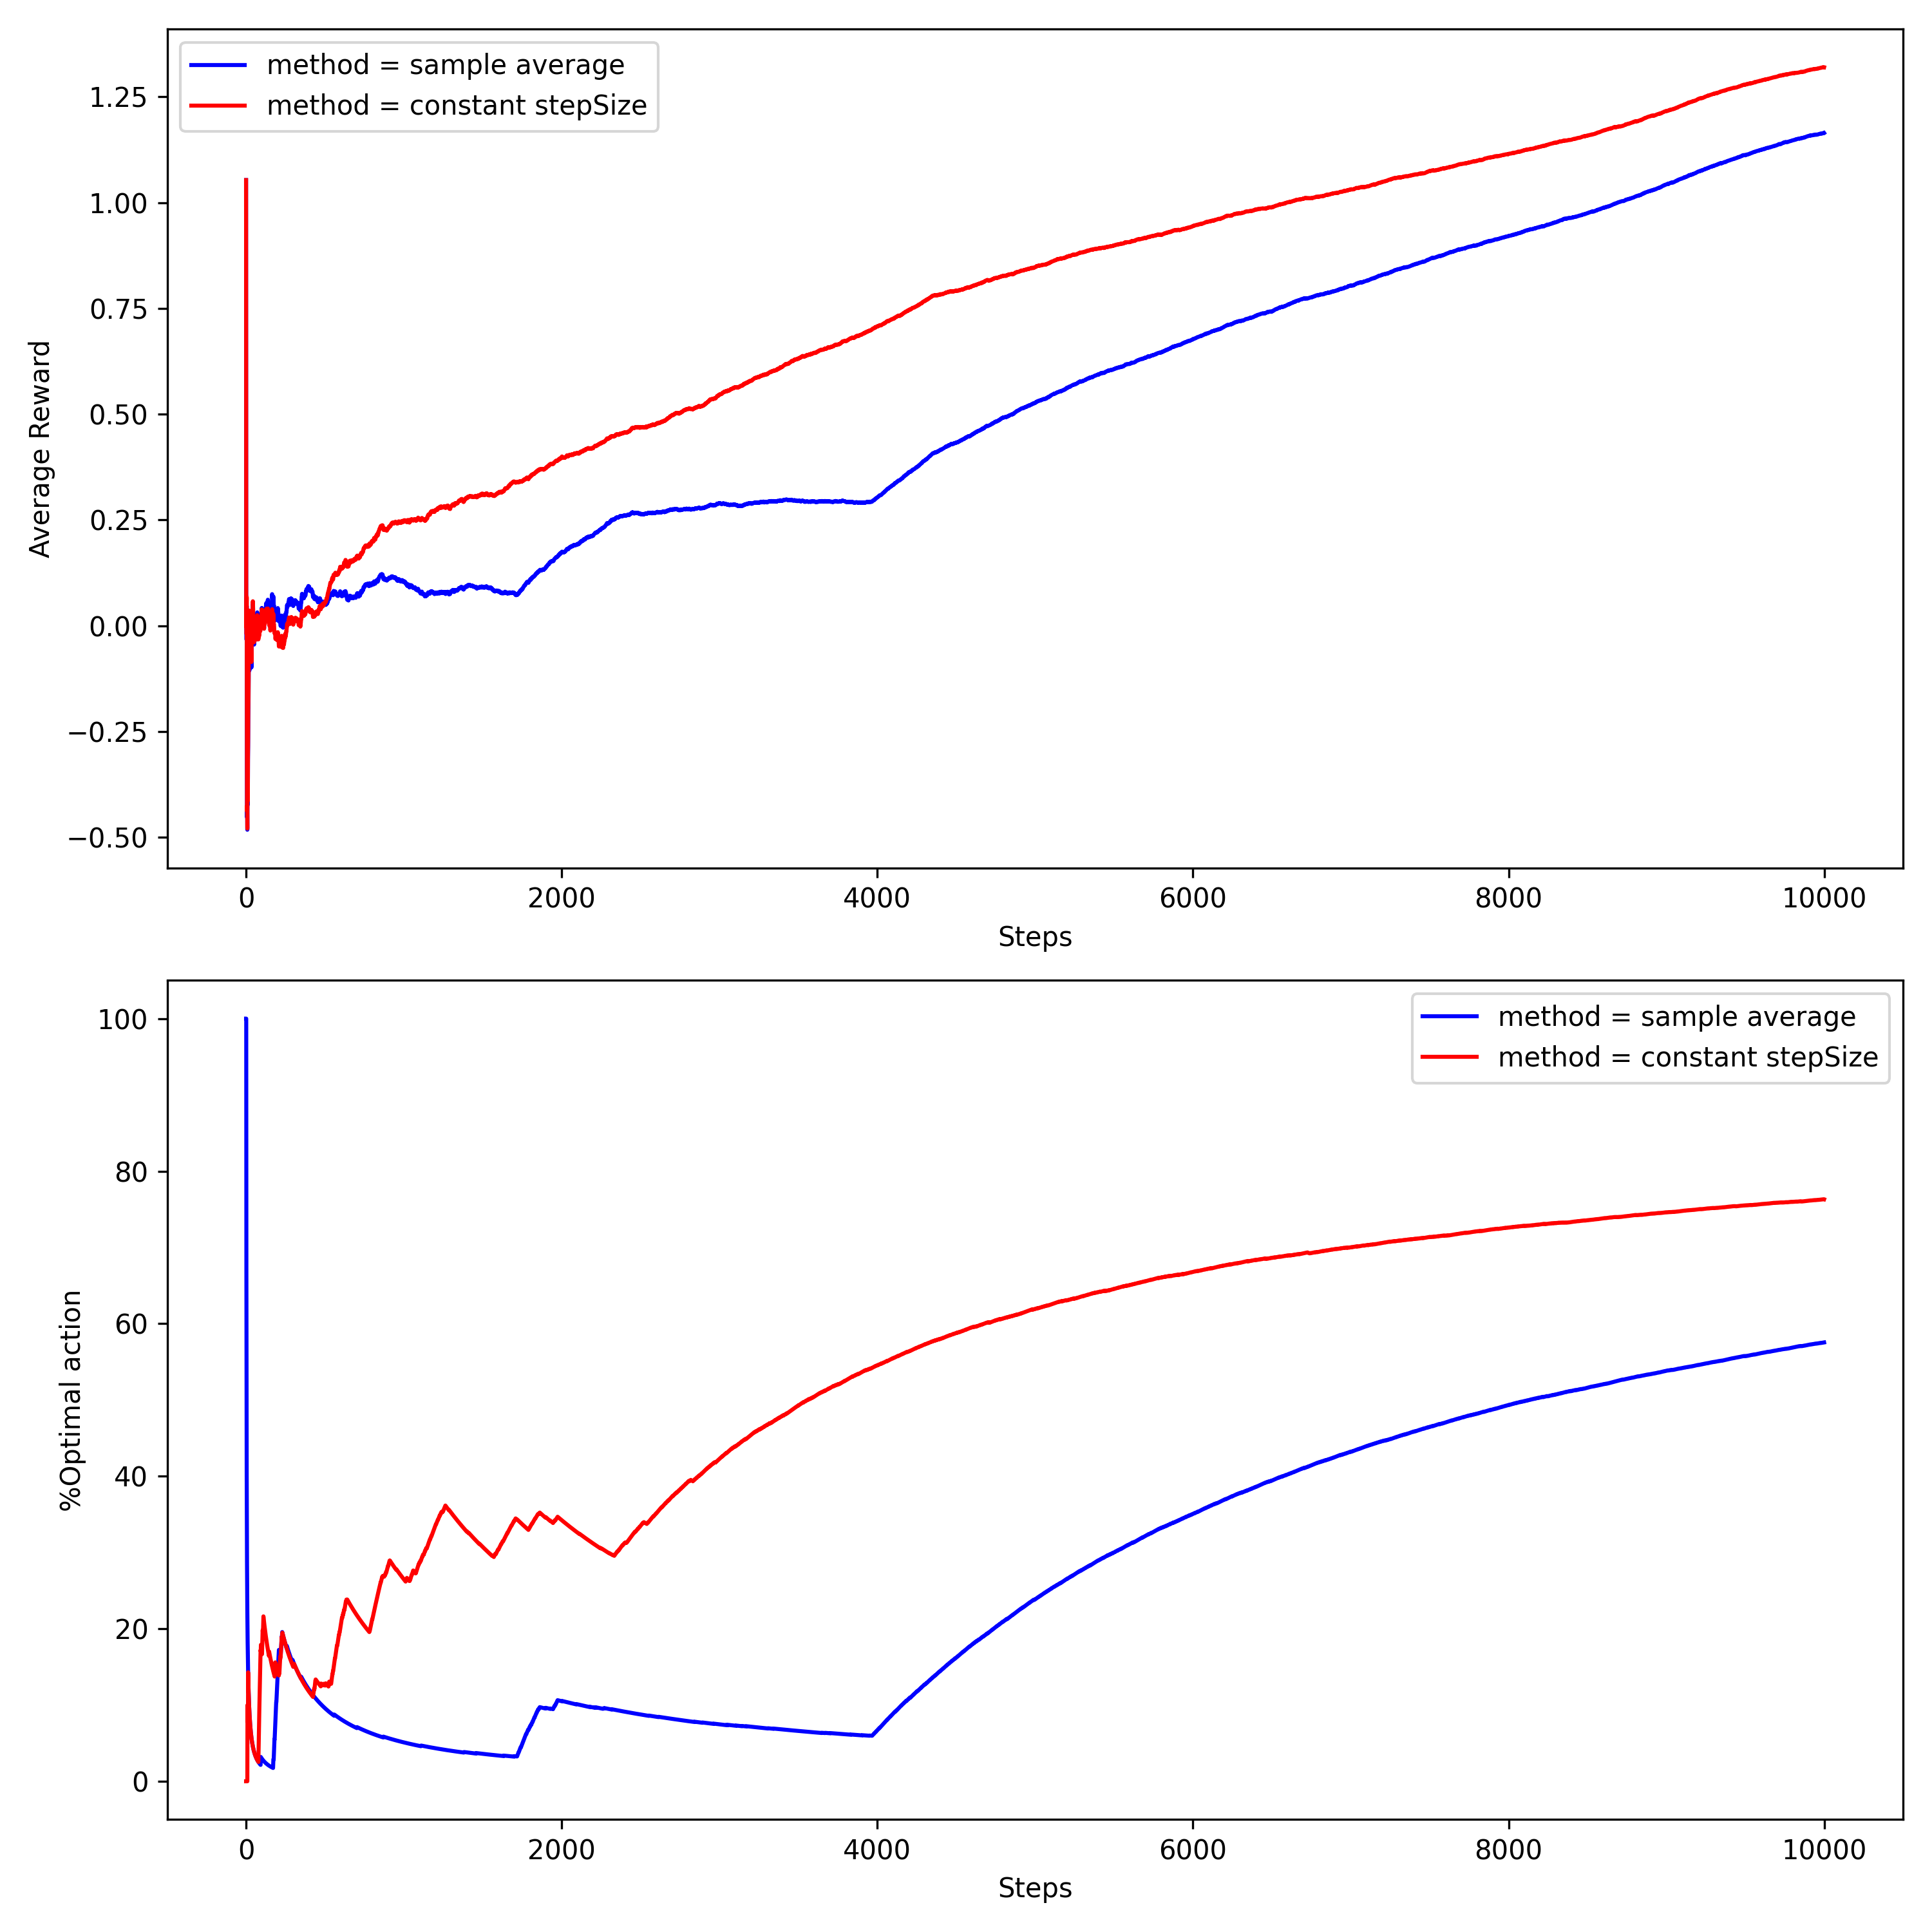 method = sample average
method = constant stepSize
Average Reward
1.25
1.00
0.75
0.50
0.25
0.00
−0.25
−0.50
0 2000 4000 6000 8000 10000
Steps
method = sample average
method = constant stepSize
%Optimal action
100
80
60
40
20
0
0 2000 4000 6000 8000 10000
Steps